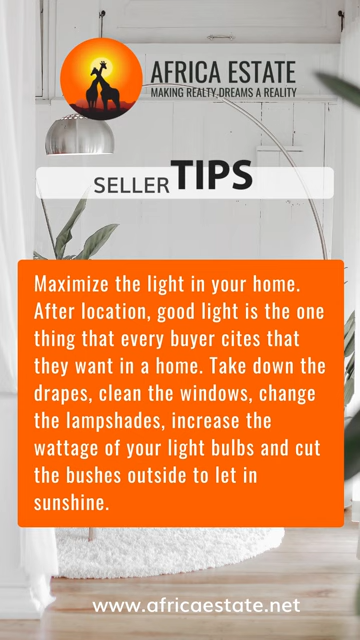 AFRICA ESTATE
MAKING REALTY DREAMS A REALITY
SELLER TIPS
Maximize the light in your home.
After location, good light is the one
thing that every buyer cites that
they want in a home. Take down the
drapes, clean the windows, change
the lampshades, increase the
wattage of your light bulbs and cut
the bushes outside to let in
sunshine.
www.africaestate.net